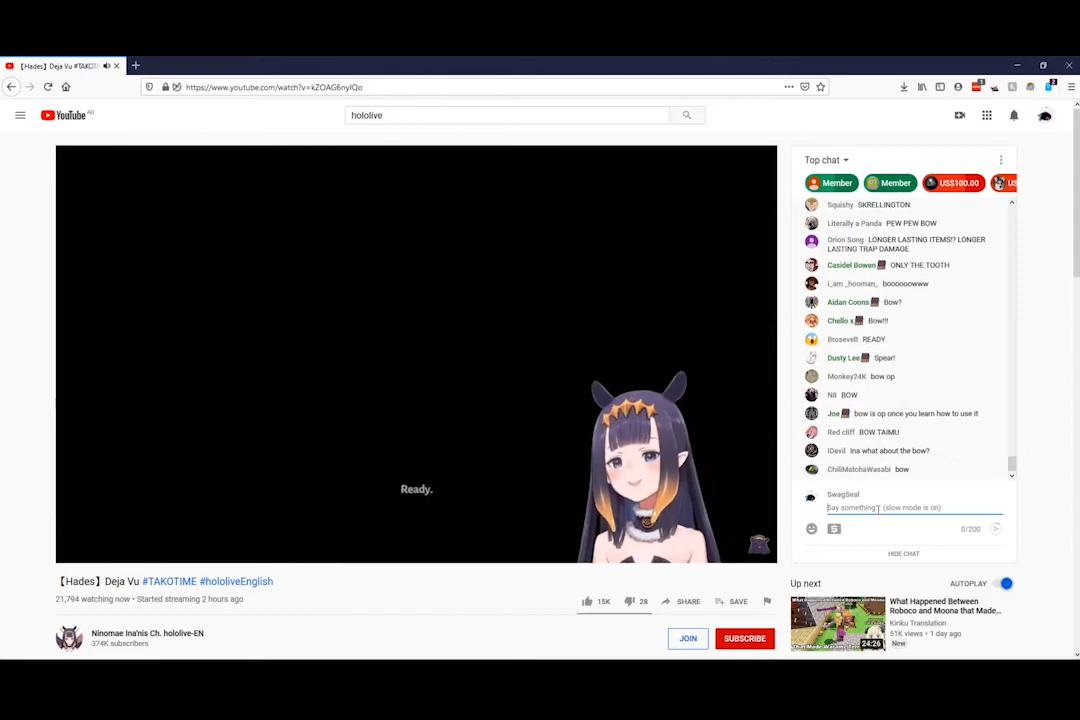 【Hades】Deja Vu #TAKOTI
https://www.youtube.com/watch?v=kZOAG6nyIQo
YouTube AU
hololive
Top chat
Member
Member
US$100.00
US
Squishy SKRELLINGTON
Literally a Panda PEW PEW BOW
Orion Song LONGER LASTING ITEMS!? LONGER
LASTING TRAP DAMAGE
Casidel Bowen ONLY THE TOOTH
i_am_hooman_ boooooowww
Aidan Coons Bow?
Chello x Bow!!!
Brosevelt READY
Dusty Lee Spear!
Monkey24K bow op
NII BOW
Joe bow is op once you learn how to use it
Red cliff BOW TAIMU
IDevil Ina what about the bow?
ChiliMatchaWasabi bow
SwagSeal
Say something... (slow mode is on)
0/200
HIDE CHAT
Ready.
【Hades】Deja Vu #TAKOTIME #hololiveEnglish
21,794 watching now • Started streaming 2 hours ago
15K
28
SHARE
SAVE
Ninomae Ina'nis Ch. hololive-EN
374K subscribers
JOIN
SUBSCRIBE
Up next
AUTOPLAY
What Happened Between
Roboco and Moona that Made...
Kiriku Translation
51K views • 1 day ago
New
24:26